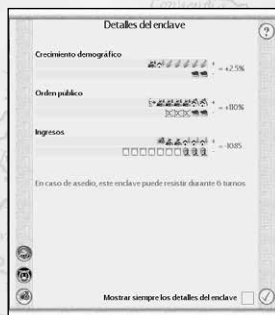 Detalles del enclave
?
Crecimiento demográfico
+
- = +2.5%
Orden público
+
- = +110%
Ingresos
+
- = -1085
En caso de asedio, este enclave puede resistir durante 6 turnos
Mostrar siempre los detalles del enclave